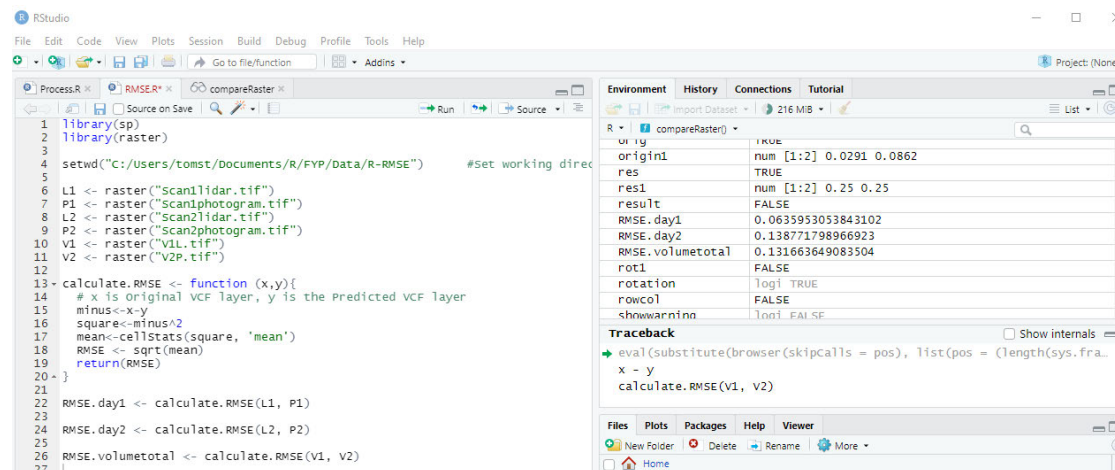 RStudio
File Edit Code View Plots Session Build Debug Profile Tools Help
Go to file/function Addins Project: (None
Process.R RMSE.R* compareRaster
Source on Save Run Source
1 library(sp)
2 library(raster)
3
4 setwd("C:/Users/tomst/Documents/R/FYP/Data/R-RMSE") #Set working direc
5
6 L1 <- raster("Scan1lidar.tif")
7 P1 <- raster("Scan1photogram.tif")
8 L2 <- raster("Scan2lidar.tif")
9 P2 <- raster("Scan2photogram.tif")
10 V1 <- raster("V1L.tif")
11 V2 <- raster("V2P.tif")
12
13 calculate.RMSE <- function (x,y){
14 # x is Original VCF layer, y is the Predicted VCF layer
15 minus<-x-y
16 square<-minus^2
17 mean<-cellStats(square, 'mean')
18 RMSE <- sqrt(mean)
19 return(RMSE)
20 }
21
22 RMSE.day1 <- calculate.RMSE(L1, P1)
23
24 RMSE.day2 <- calculate.RMSE(L2, P2)
25
26 RMSE.volumetotal <- calculate.RMSE(V1, V2)
27
Environment History Connections Tutorial
Import Dataset 216 MiB List
R compareRaster()
orig TRUE
origin1 num [1:2] 0.0291 0.0862
res TRUE
res1 num [1:2] 0.25 0.25
result FALSE
RMSE.day1 0.0635953053843102
RMSE.day2 0.138771798966923
RMSE.volumetotal 0.131663649083504
rot1 FALSE
rotation logi TRUE
rowcol FALSE
showwarning logi FALSE
Traceback Show internals
eval(substitute(browser(skipCalls = pos), list(pos = (length(sys.fra…
x - y
calculate.RMSE(V1, V2)
Files Plots Packages Help Viewer
New Folder Delete Rename More
Home